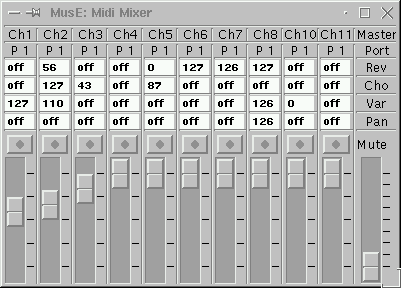 MusE: Midi Mixer
Ch1 Ch2 Ch3 Ch4 Ch5 Ch6 Ch7 Ch8 Ch10 Ch11 Master
P 1 P 1 P 1 P 1 P 1 P 1 P 1 P 1 P 1 P 1 Port
off 56 off off 0 127 126 127 off off Rev
off 127 43 off 87 off off off off off Cho
127 110 off off off off off 126 0 off Var
off off off off off off off 126 off off Pan
Mute